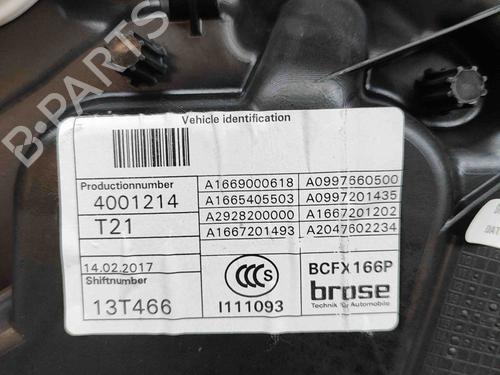 B-PARTS
Vehicle identification
Productionnumber
4001214
T21
14.02.2017
Shiftnumber
13T466
A1669000618 A0997660500
A1665405503 A0997201435
A2928200000 A1667201202
A1667201493 A2047602234
CCC S
I111093
BCFX166P
brose
Technik für Automobile
DAT